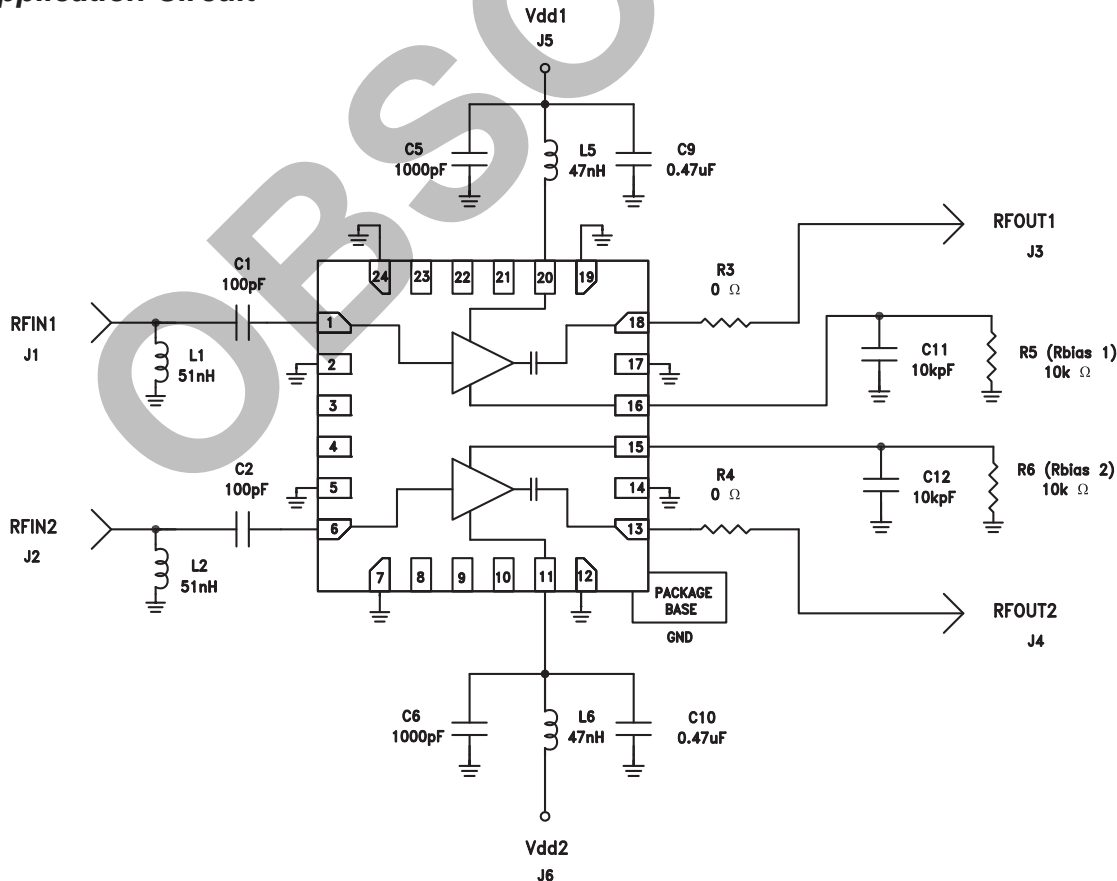 Application Circuit
Vdd1
J5
C5
1000pF
L5
47nH
C9
0.47uF
RFOUT1
J3
C1
100pF
24
23
22
21
20
19
R3
0 Ω
RFIN1
J1
L1
51nH
1
18
2
17
C11
10kpF
R5 (Rbias 1)
10k Ω
3
16
4
15
C2
100pF
5
14
R4
0 Ω
C12
10kpF
R6 (Rbias 2)
10k Ω
RFIN2
J2
L2
51nH
6
13
7
8
9
10
11
12
PACKAGE
BASE
GND
RFOUT2
J4
C6
1000pF
L6
47nH
C10
0.47uF
Vdd2
J6
OBSO